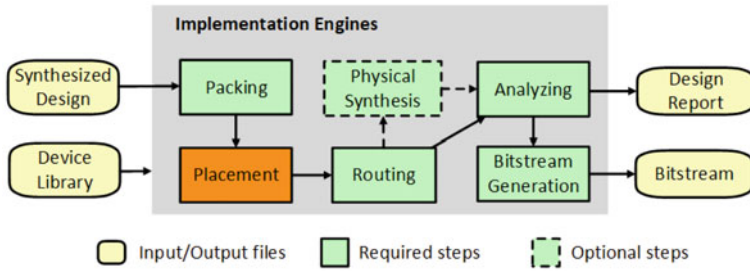 Implementation Engines
Synthesized
Design
Packing
Physical
Synthesis
Analyzing
Design
Report
Device
Library
Placement
Routing
Bitstream
Generation
Bitstream
Input/Output files
Required steps
Optional steps